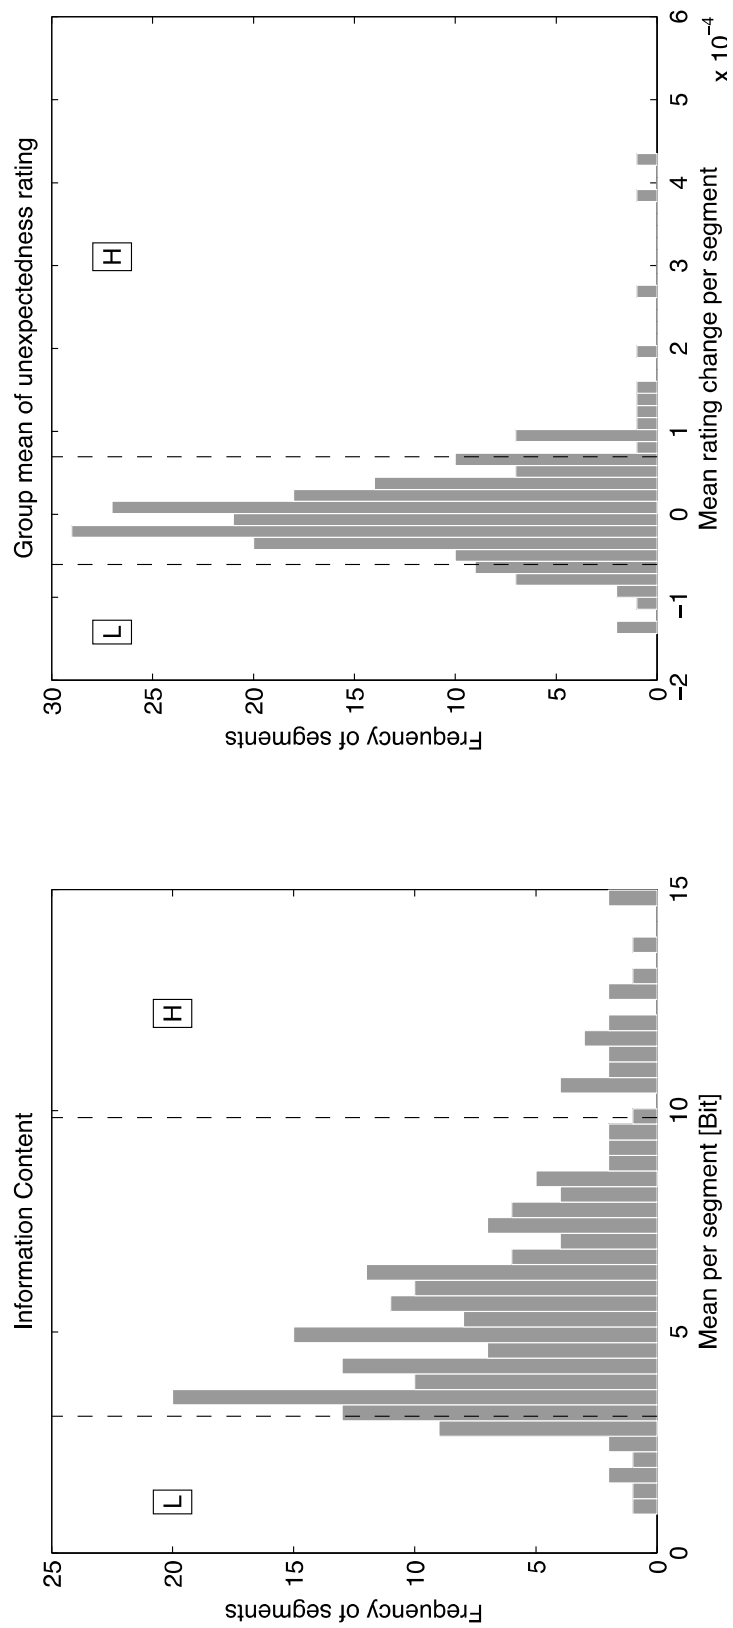 Information Content
25
20
15
10
5
0
Frequency of segments
L
H
0
5
10
15
Mean per segment [Bit]
Group mean of unexpectedness rating
30
25
20
15
10
5
0
Frequency of segments
L
H
−2
−1
0
1
2
3
4
5
6
x 10⁻⁴
Mean rating change per segment